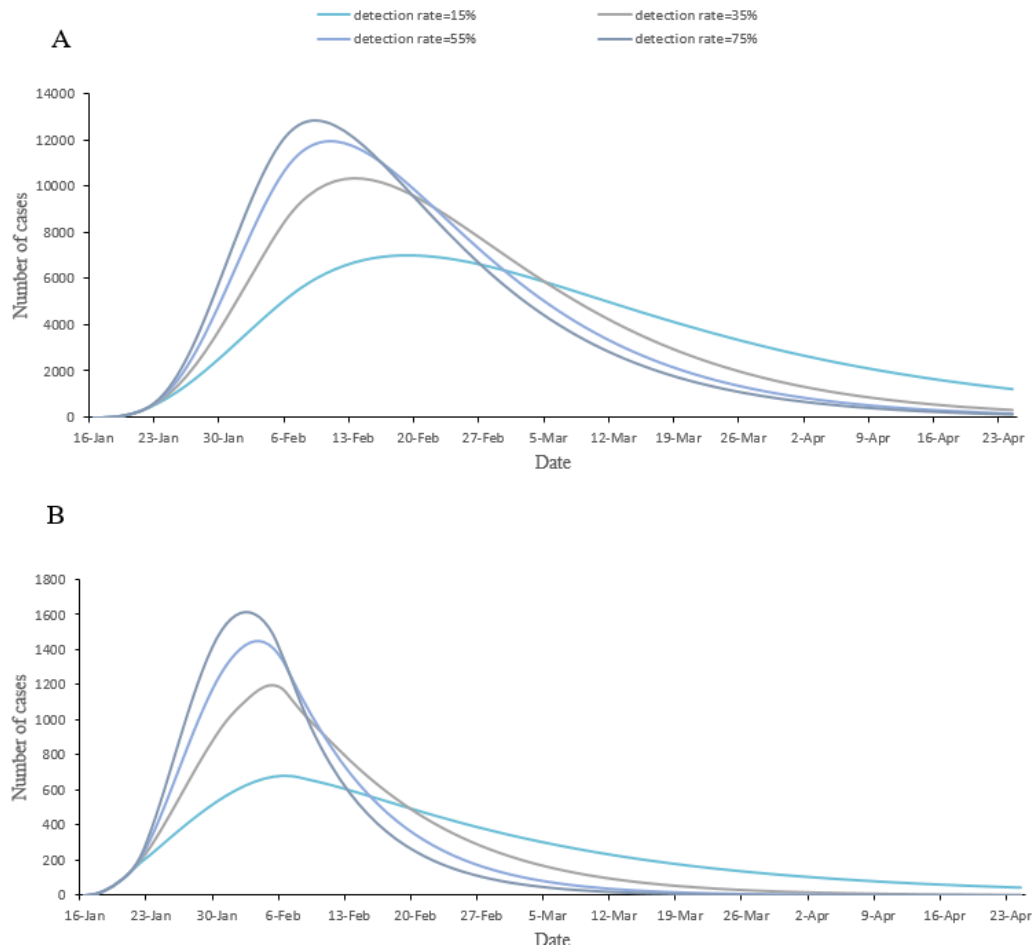 detection rate=15% detection rate=35%
A
detection rate=55% detection rate=75%
14000
12000
10000
8000
6000
4000
2000
0
Number of cases
16-Jan 23-Jan 30-Jan 6-Feb 13-Feb 20-Feb 27-Feb 5-Mar 12-Mar 19-Mar 26-Mar 2-Apr 9-Apr 16-Apr 23-Apr
Date
B
1800
1600
1400
1200
1000
800
600
400
200
0
Number of cases
16-Jan 23-Jan 30-Jan 6-Feb 13-Feb 20-Feb 27-Feb 5-Mar 12-Mar 19-Mar 26-Mar 2-Apr 9-Apr 16-Apr 23-Apr
Date